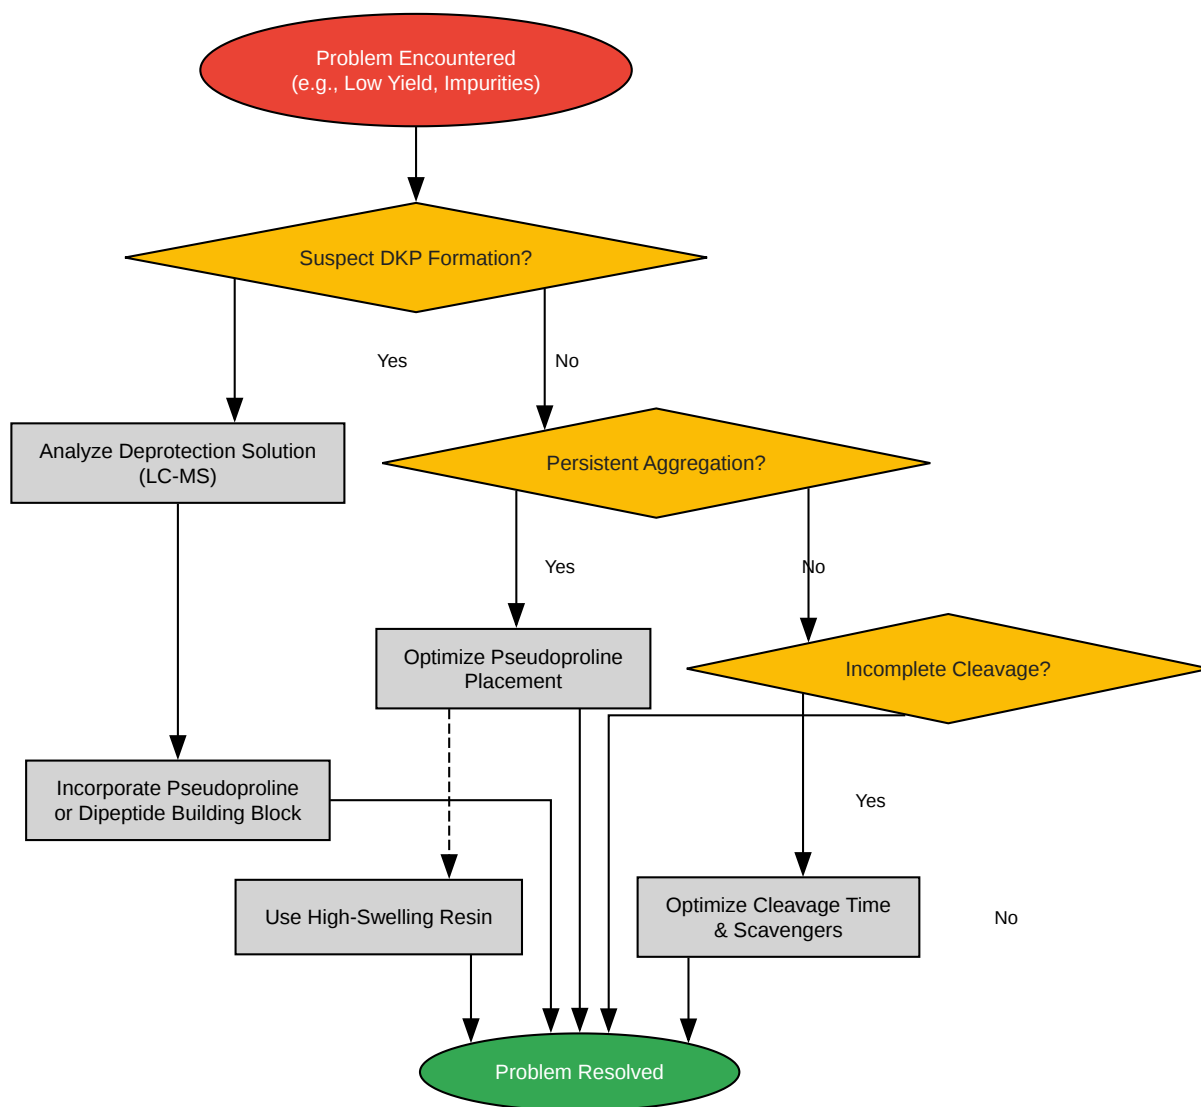 Problem Encountered
(e.g., Low Yield, Impurities)
Suspect DKP Formation?
Yes
No
Analyze Deprotection Solution
(LC-MS)
Persistent Aggregation?
Yes
No
Optimize Pseudoproline
Placement
Incomplete Cleavage?
Incorporate Pseudoproline
or Dipeptide Building Block
Yes
Use High-Swelling Resin
Optimize Cleavage Time
& Scavengers
No
Problem Resolved